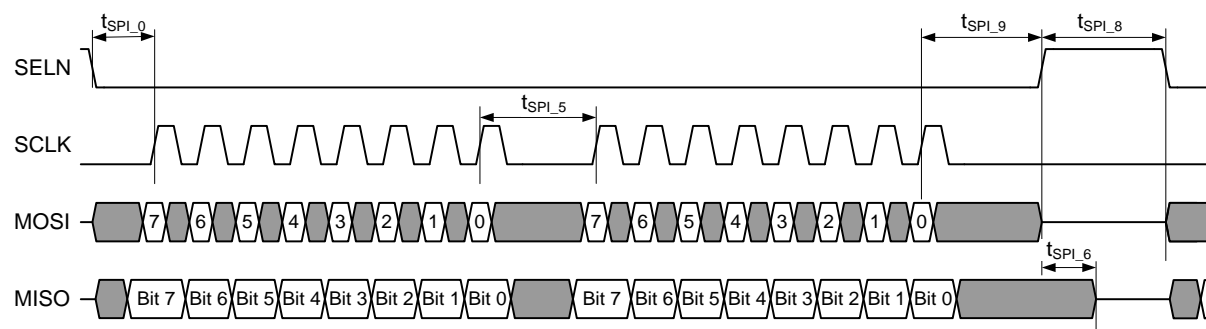 tSPI_0 tSPI_9 tSPI_8
SELN
tSPI_5
SCLK
MOSI 7 6 5 4 3 2 1 0 7 6 5 4 3 2 1 0
tSPI_6
MISO Bit 7 Bit 6 Bit 5 Bit 4 Bit 3 Bit 2 Bit 1 Bit 0 Bit 7 Bit 6 Bit 5 Bit 4 Bit 3 Bit 2 Bit 1 Bit 0